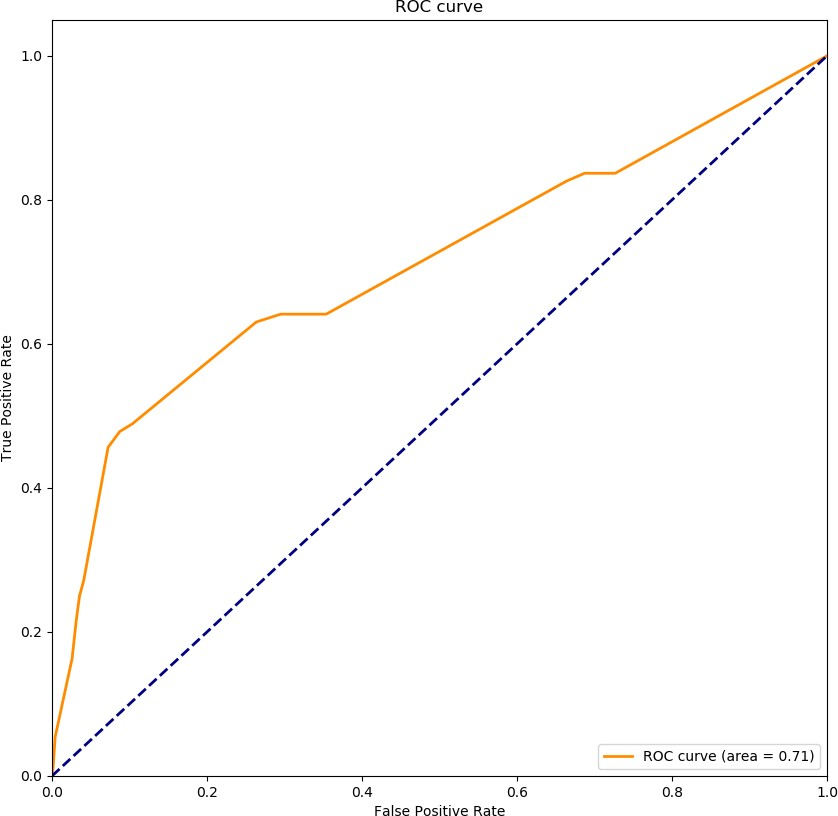 ROC curve
1.0
0.8
0.6
0.4
0.2
0.0
True Positive Rate
0.0 0.2 0.4 0.6 0.8 1.0
False Positive Rate
ROC curve (area = 0.71)